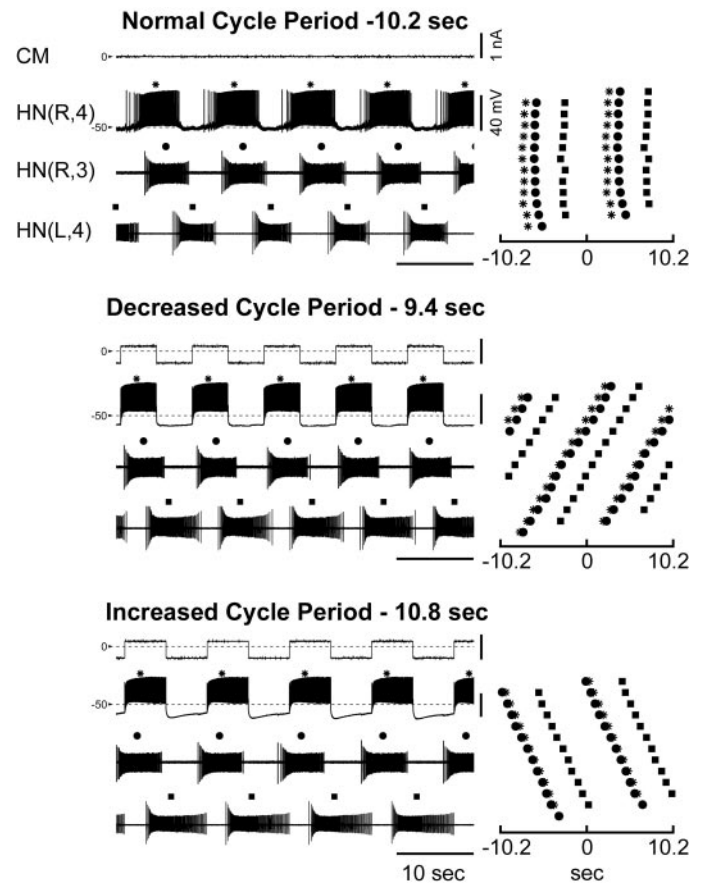 Normal Cycle Period -10.2 sec
CM
0
1 nA
HN(R,4)
-50
40 mV
HN(R,3)
HN(L,4)
-10.2 0 10.2
Decreased Cycle Period - 9.4 sec
0
-50
-10.2 0 10.2
Increased Cycle Period - 10.8 sec
0
-50
-10.2 0 10.2
10 sec
sec